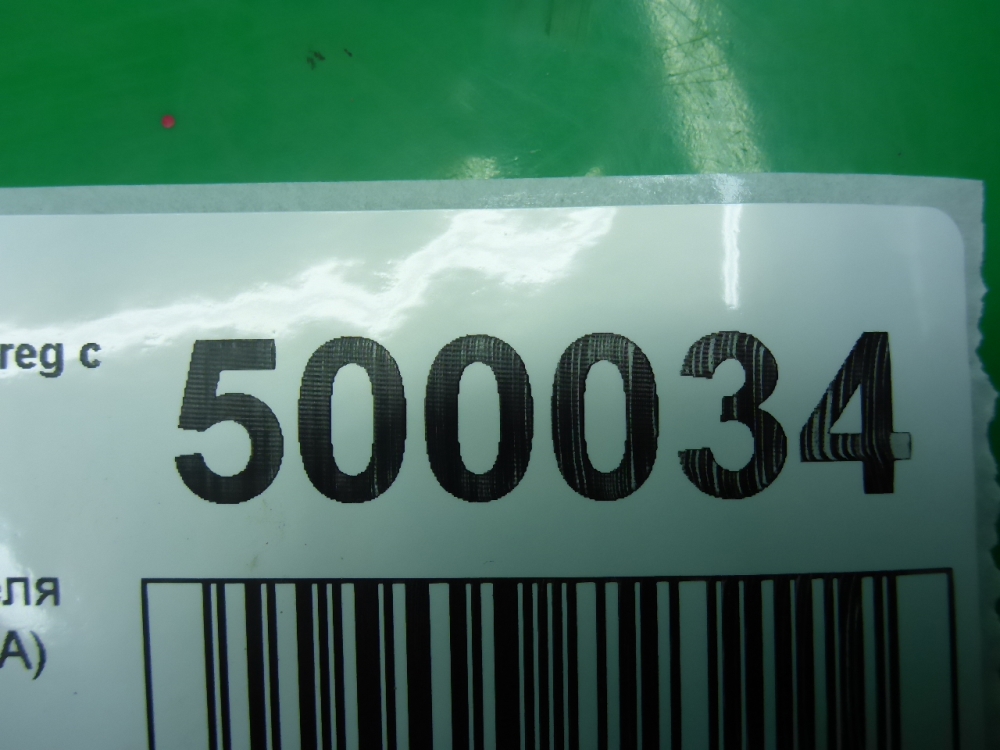 reg с 500034
еля
А)